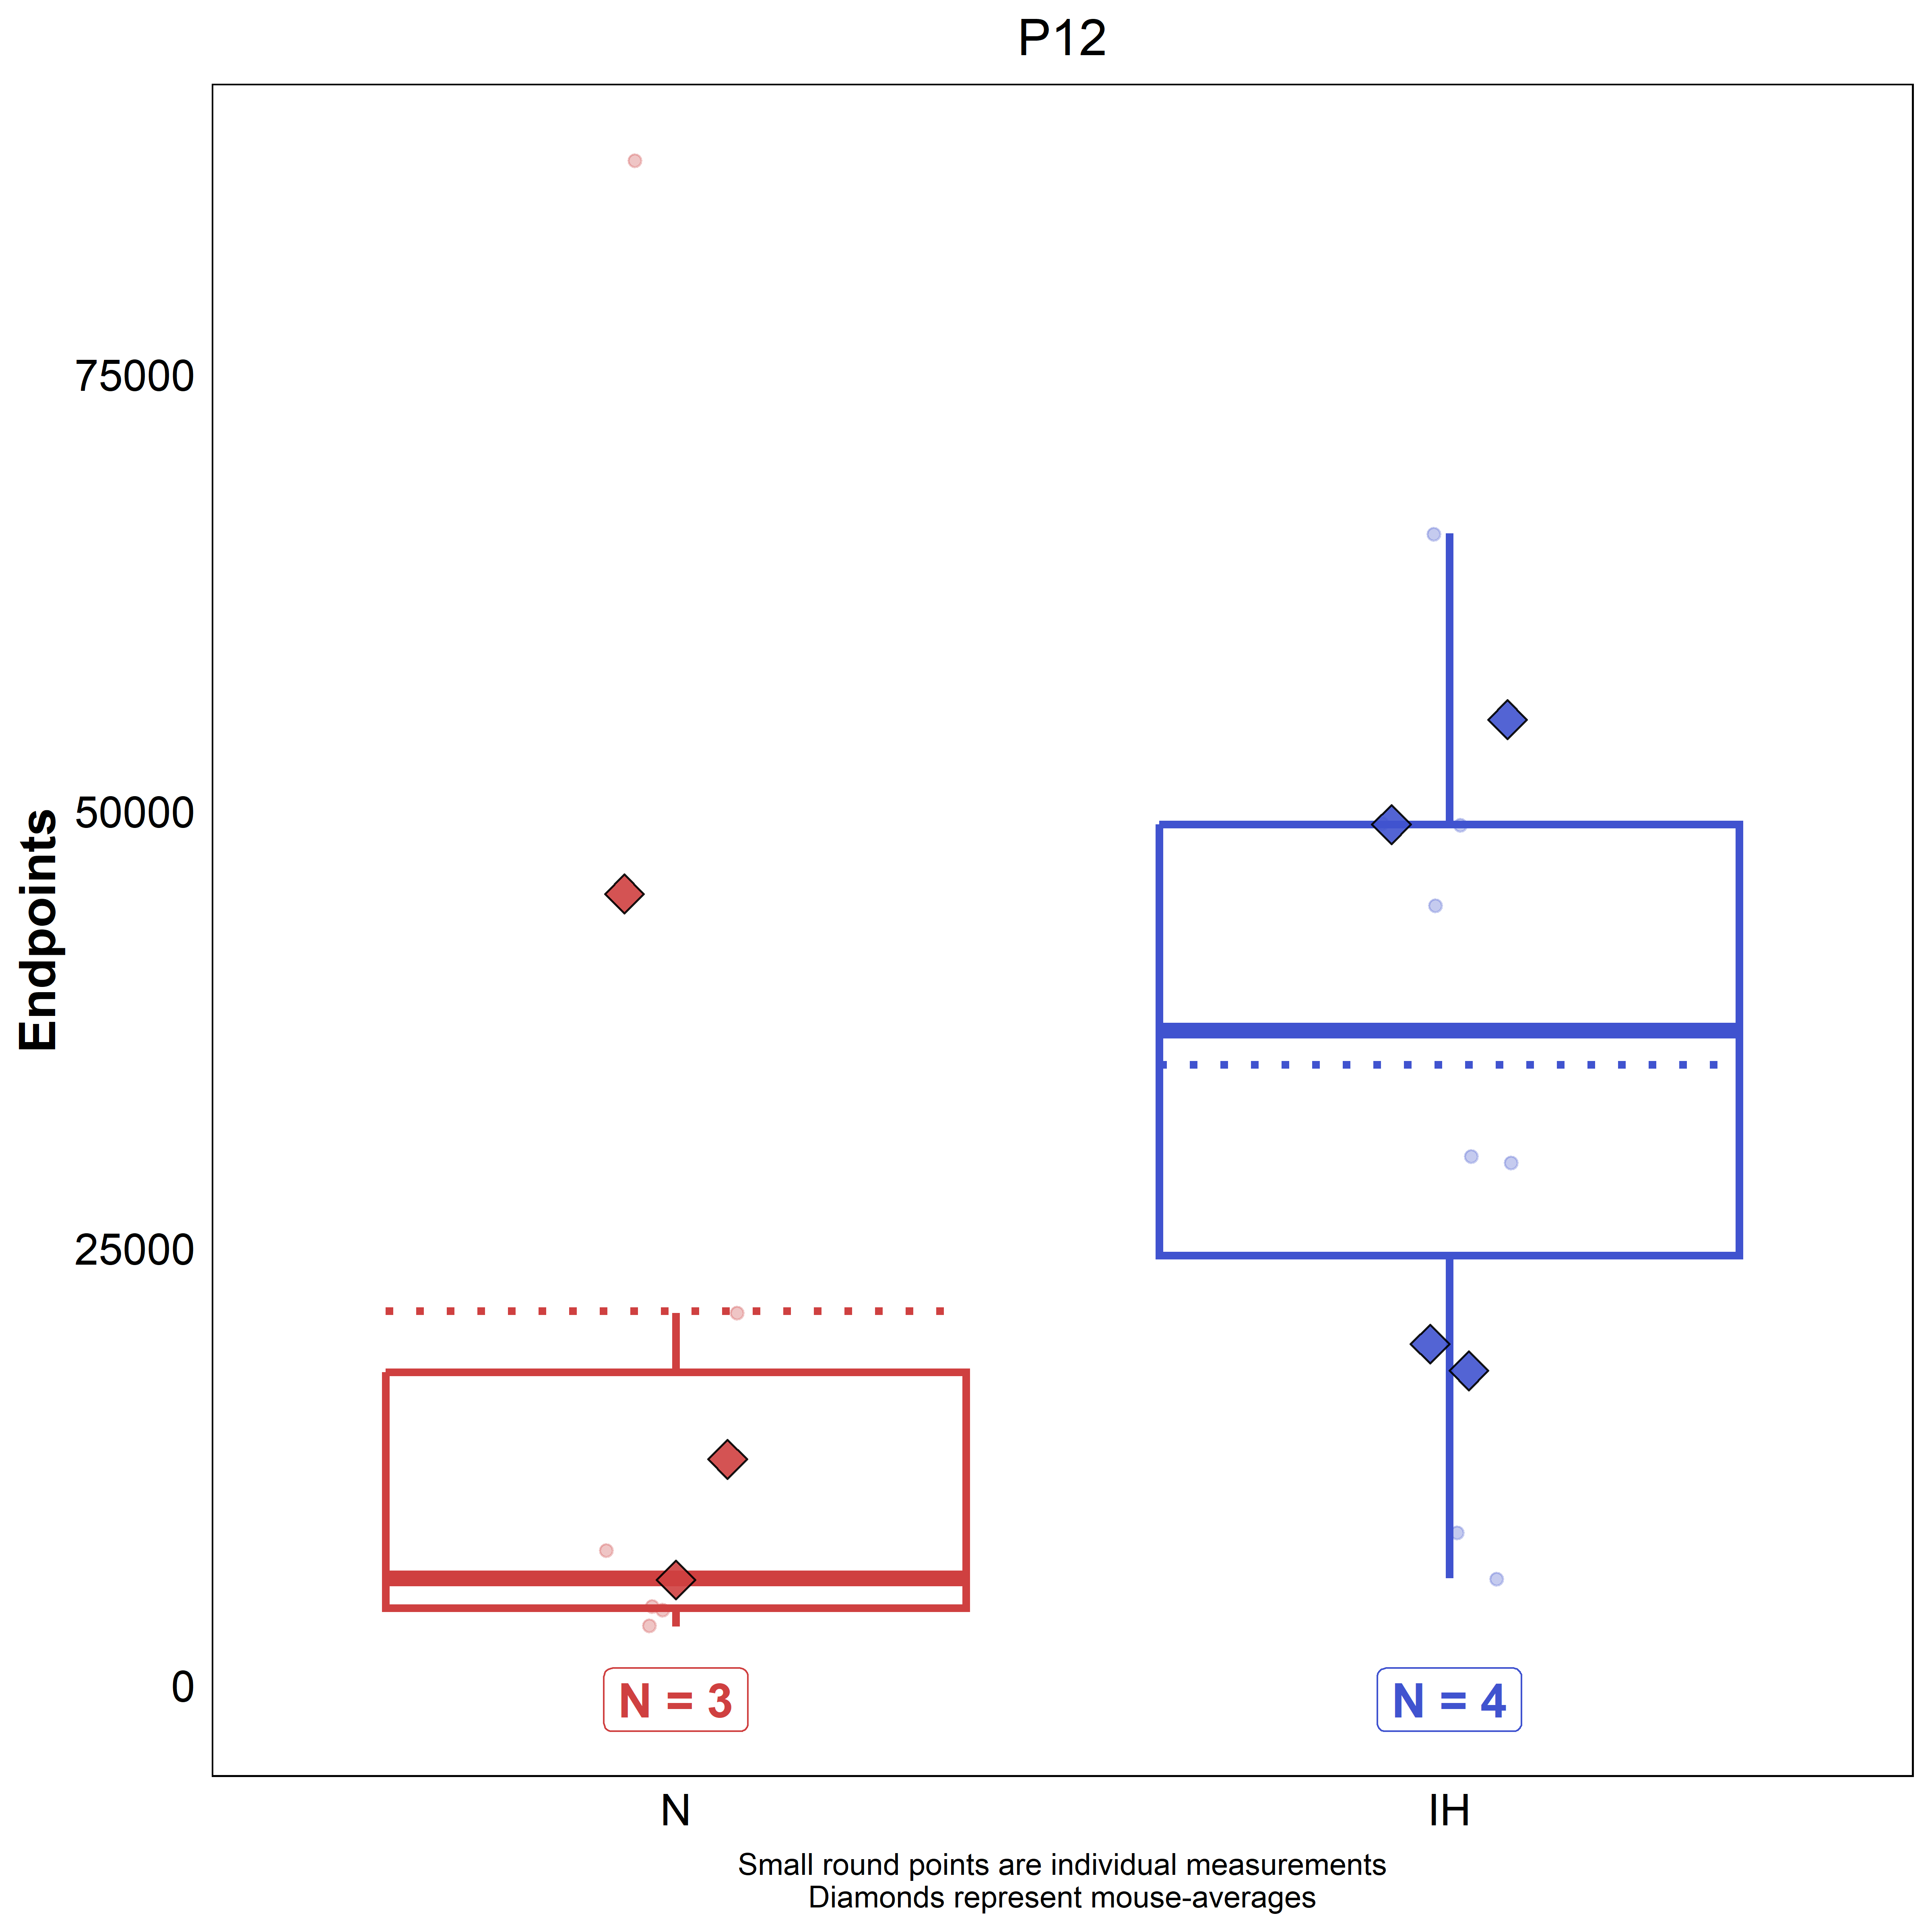 P12
Endpoints
75000
50000
25000
0
N = 3
N = 4
N
IH
Small round points are individual measurements
Diamonds represent mouse-averages